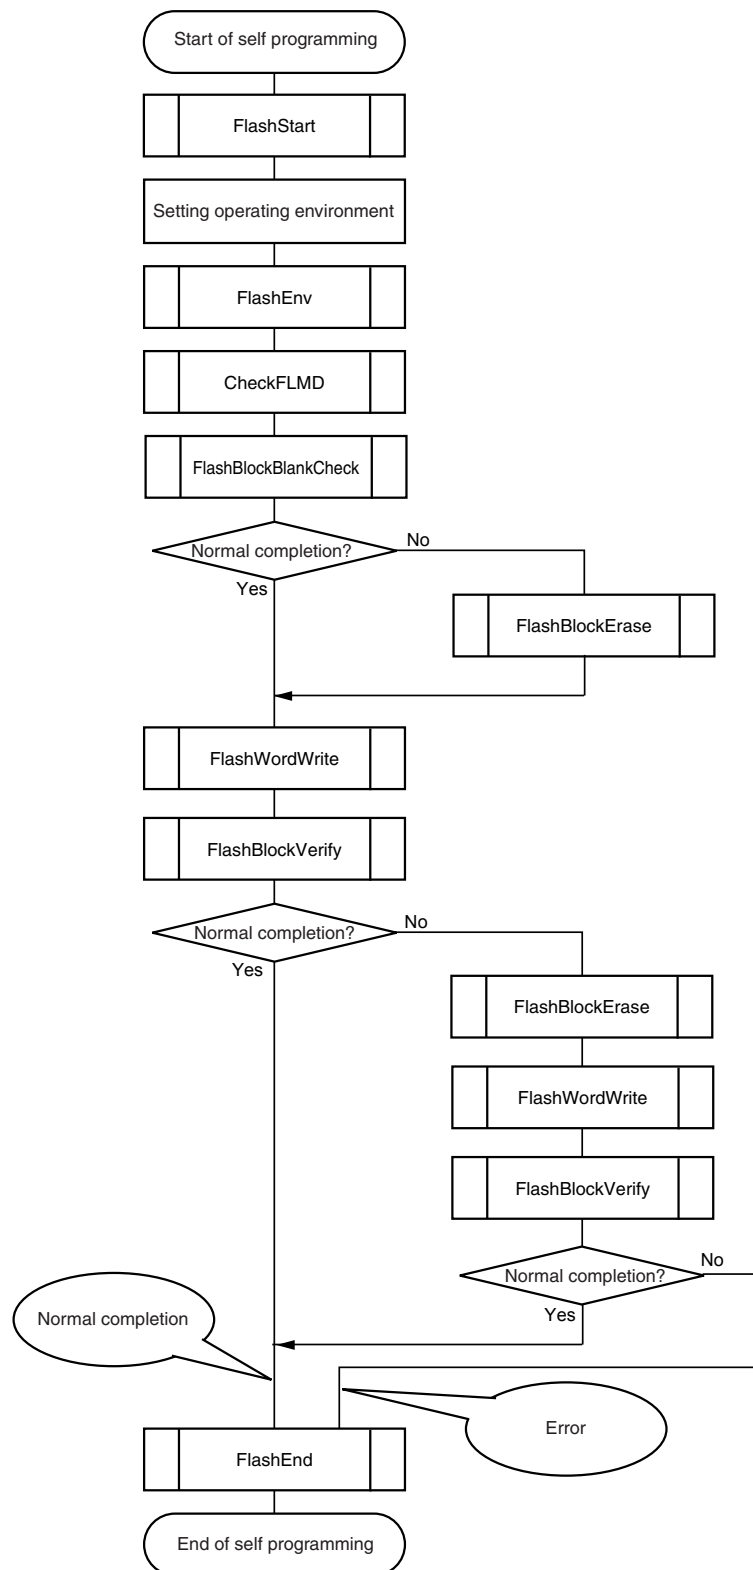 Start of self programming
FlashStart
Setting operating environment
FlashEnv
CheckFLMD
FlashBlockBlankCheck
Normal completion?
No
Yes
FlashBlockErase
FlashWordWrite
FlashBlockVerify
Normal completion?
No
Yes
FlashBlockErase
FlashWordWrite
FlashBlockVerify
Normal completion?
No
Yes
Normal completion
Error
FlashEnd
End of self programming